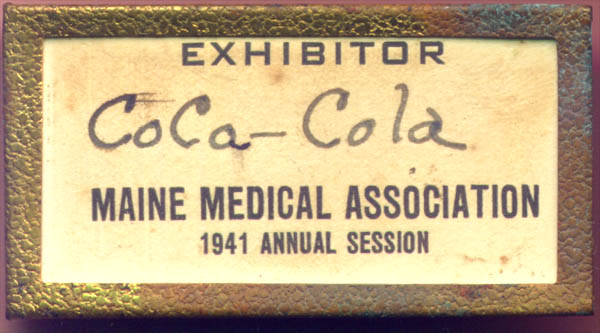 EXHIBITOR
CoCa-Cola
MAINE MEDICAL ASSOCIATION
1941 ANNUAL SESSION